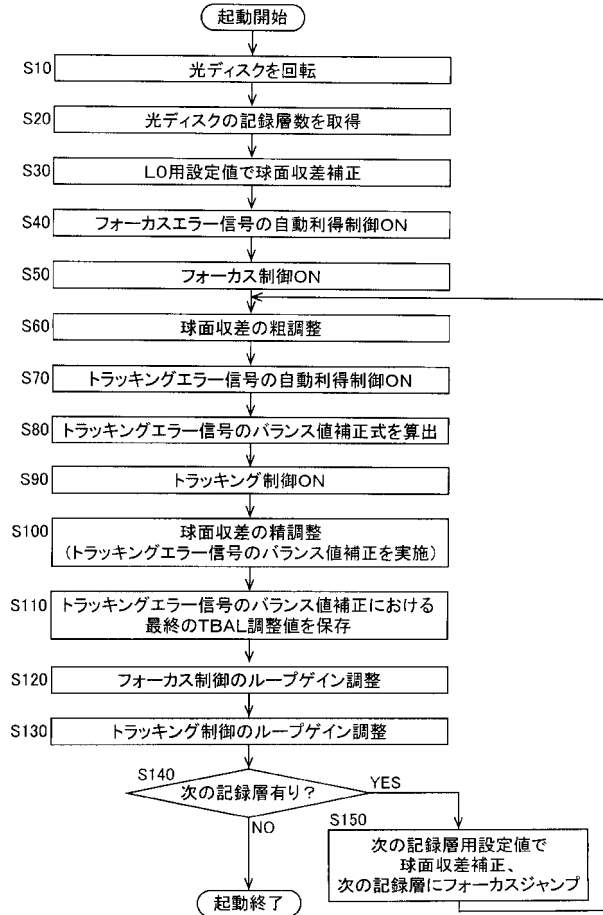 起動開始
S10
光ディスクを回転
S20
光ディスクの記録層数を取得
S30
L0用設定値で球面収差補正
S40
フォーカスエラー信号の自動利得制御ON
S50
フォーカス制御ON
S60
球面収差の粗調整
S70
トラッキングエラー信号の自動利得制御ON
S80
トラッキングエラー信号のバランス値補正式を算出
S90
トラッキング制御ON
S100
球面収差の精調整
(トラッキングエラー信号のバランス値補正を実施)
S110
トラッキングエラー信号のバランス値補正における
最終のTBAL調整値を保存
S120
フォーカス制御のループゲイン調整
S130
トラッキング制御のループゲイン調整
S140
次の記録層有り?
YES
NO
S150
次の記録層用設定値で
球面収差補正、
次の記録層にフォーカスジャンプ
起動終了